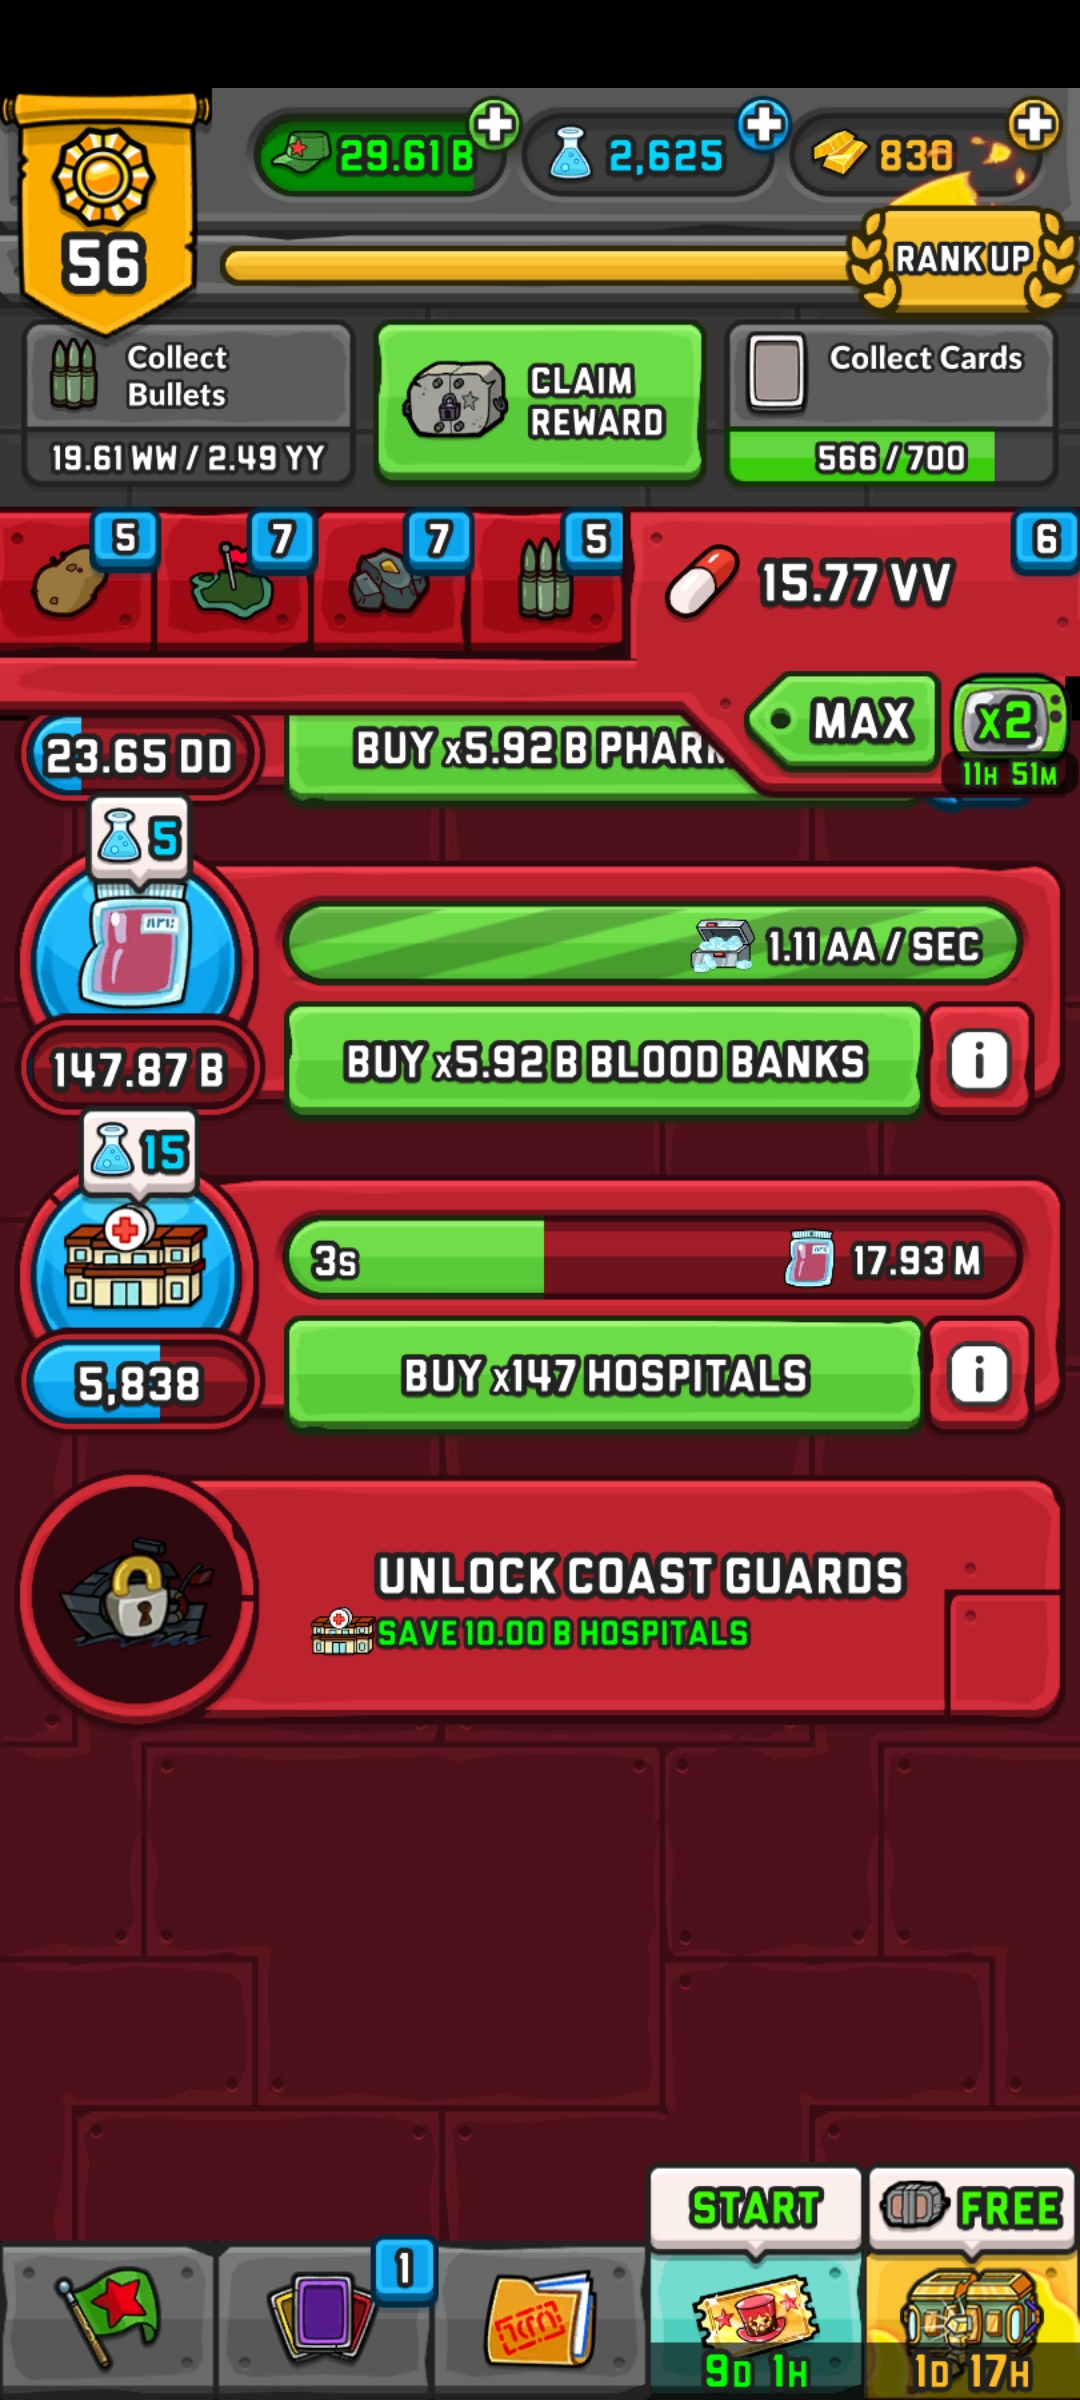 56
29.61 B
2,625
830
RANK UP
Collect
Bullets
19.61 WW / 2.49 YY
CLAIM
REWARD
Collect Cards
566 / 700
5
7
7
5
6
15.77 VV
MAX
x2
11H 51M
23.65 DD
5
1.11 AA / SEC
147.87 B
BUY x5.92 B BLOOD BANKS
i
15
3s
17.93 M
5,838
BUY x147 HOSPITALS
i
UNLOCK COAST GUARDS
SAVE 10.00 B HOSPITALS
START
FREE
1
9D 1H
1D 17H
BUY x5.92 B